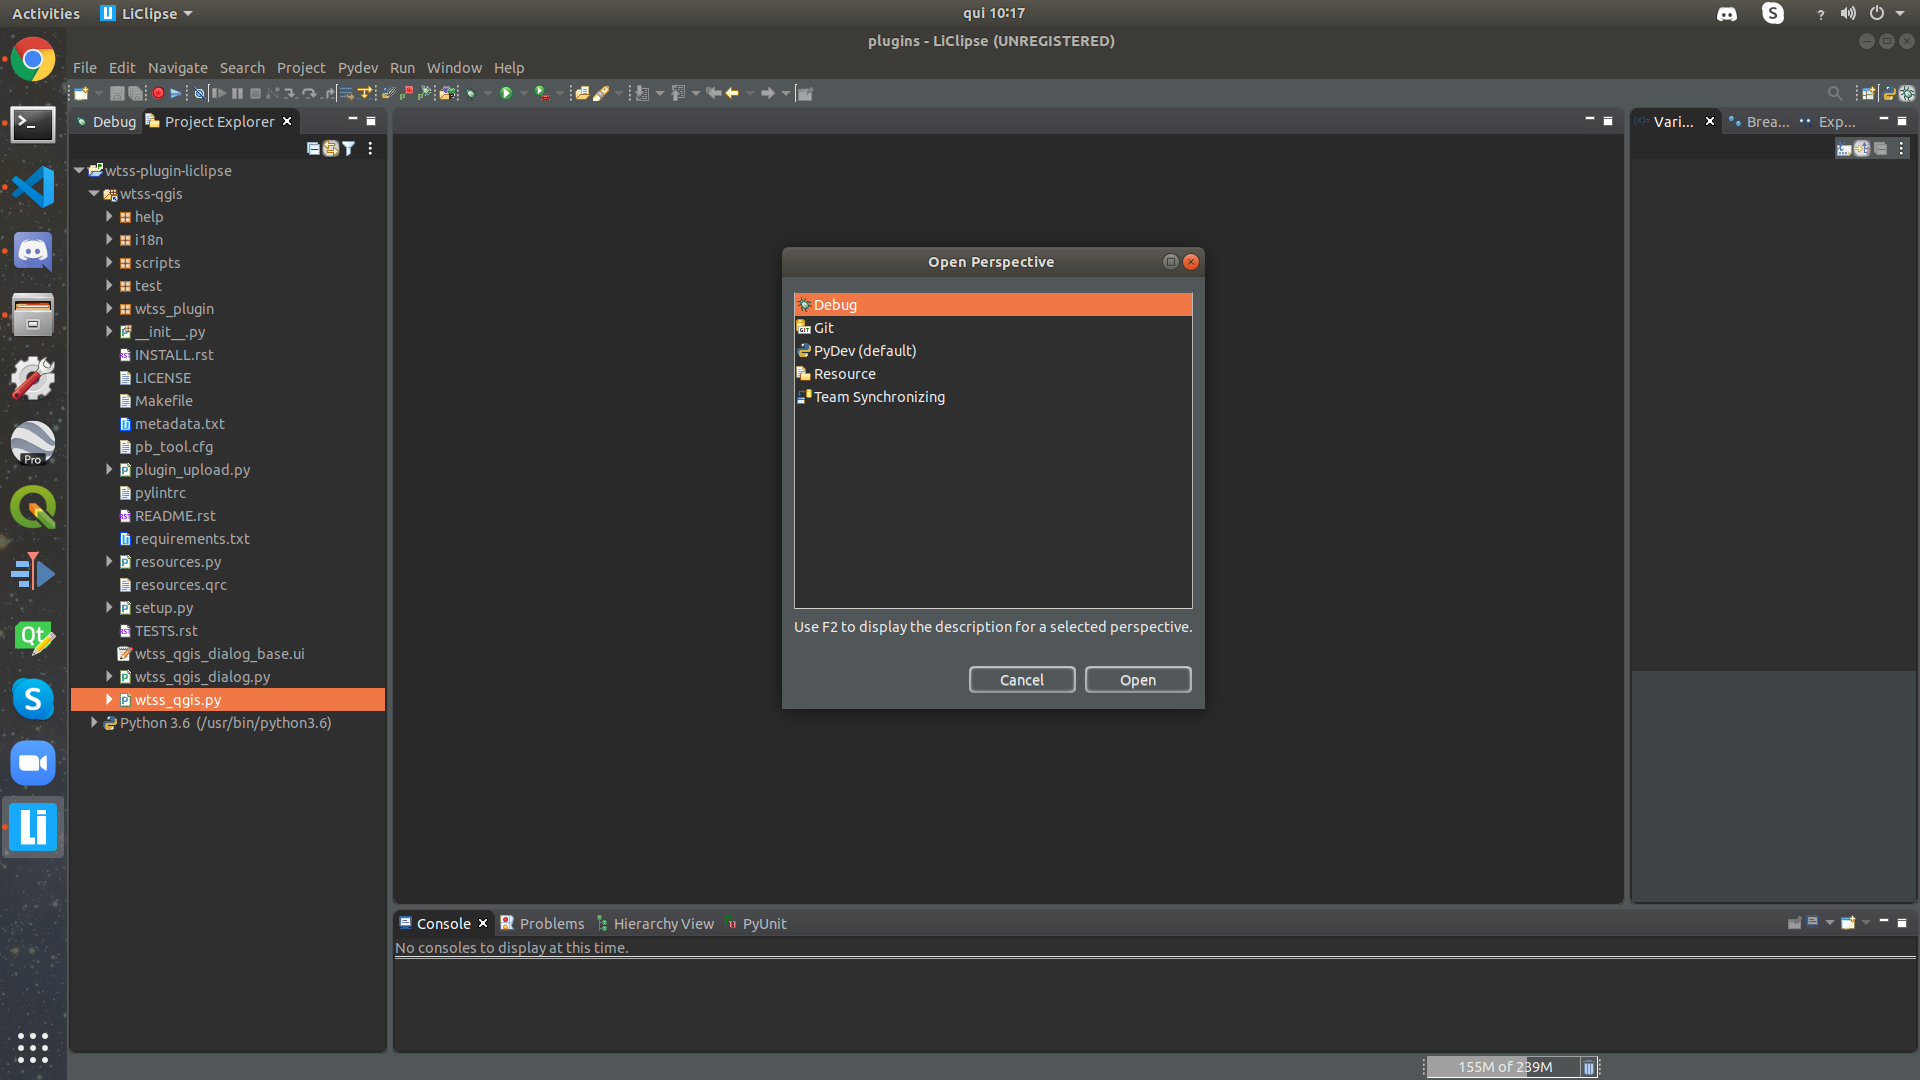 Activities
LiClipse
qui 10:17
S
?
plugins - LiClipse (UNREGISTERED)
File Edit Navigate Search Project Pydev Run Window Help
Debug
Project Explorer
Vari...
Brea...
Exp...
wtss-plugin-liclipse
wtss-qgis
help
i18n
scripts
test
wtss_plugin
__init__.py
INSTALL.rst
LICENSE
Makefile
metadata.txt
pb_tool.cfg
plugin_upload.py
pylintrc
README.rst
requirements.txt
resources.py
resources.qrc
setup.py
TESTS.rst
wtss_qgis_dialog_base.ui
wtss_qgis_dialog.py
wtss_qgis.py
Python 3.6 (/usr/bin/python3.6)
Pro
Qt
S
Li
Open Perspective
Debug
Git
PyDev (default)
Resource
Team Synchronizing
Use F2 to display the description for a selected perspective.
Cancel
Open
Console
Problems
Hierarchy View
PyUnit
No consoles to display at this time.
155M of 239M